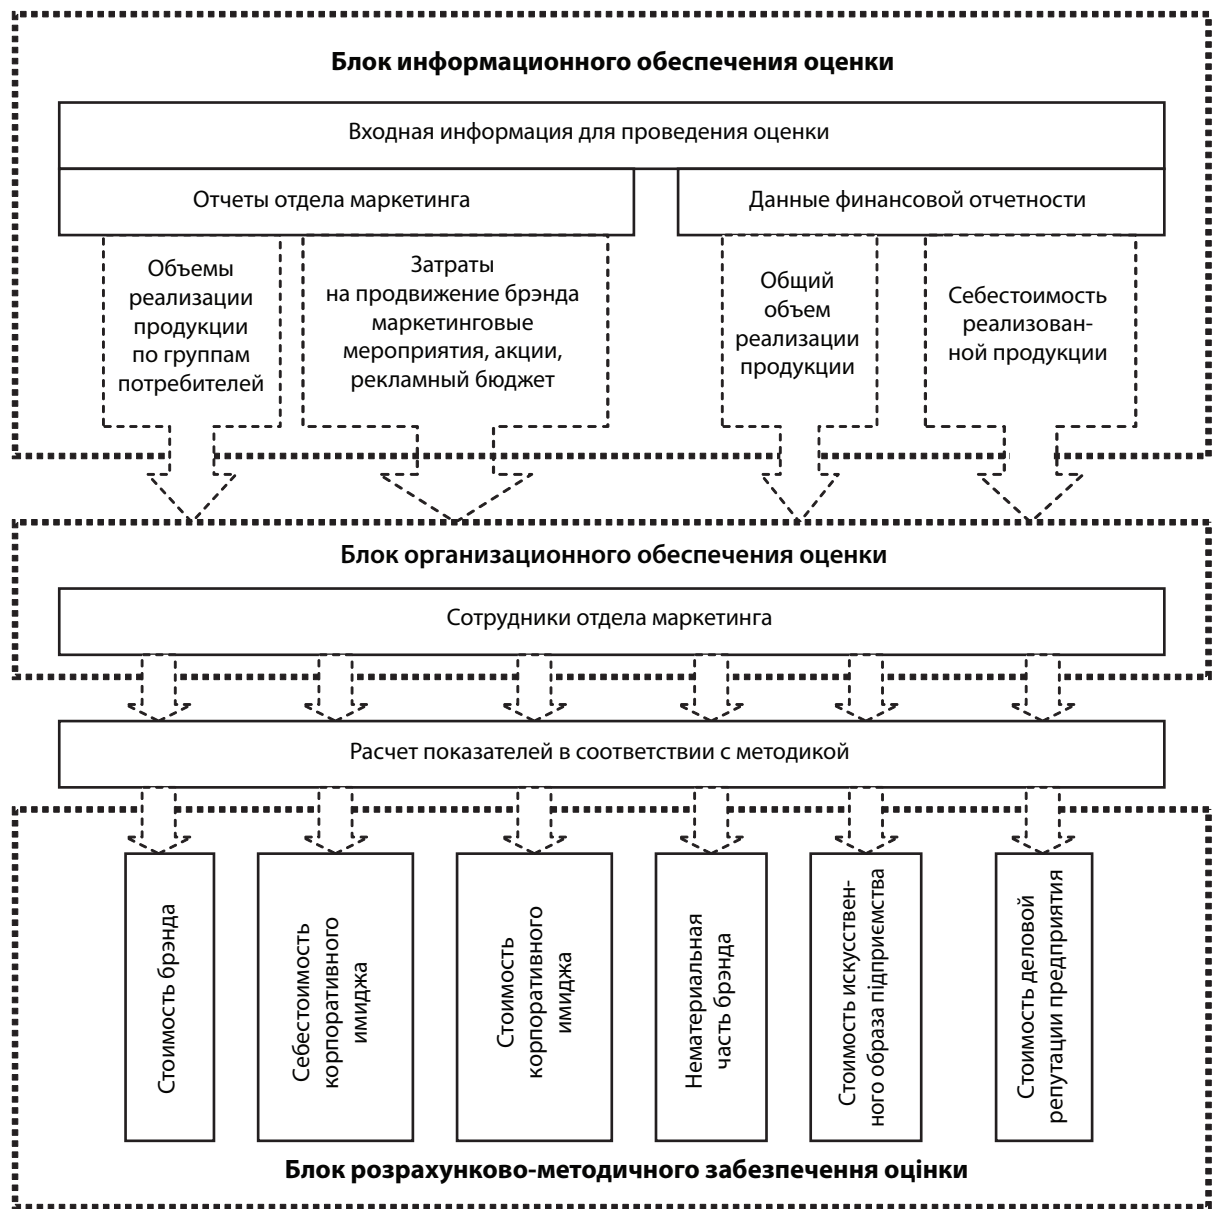 Блок информационного обеспечения оценки
Входная информация для проведения оценки
Отчеты отдела маркетинга
Данные финансовой отчетности
Объемы
реализации
продукции
по группам
потребителей
Затраты
на продвижение брэнда
маркетинговые
мероприятия, акции,
рекламный бюджет
Общий
объем
реализации
продукции
Себестоимость
реализован-
ной продукции
Блок организационного обеспечения оценки
Сотрудники отдела маркетинга
Расчет показателей в соответствии с методикой
Стоимость брэнда
Себестоимость
корпоративного
имиджа
Стоимость
корпоративного
имиджа
Нематериальная
часть брэнда
Стоимость искусствен-
ного образа підприємства
Стоимость деловой
репутации предприятия
Блок розрахунково-методичного забезпечення оцінки